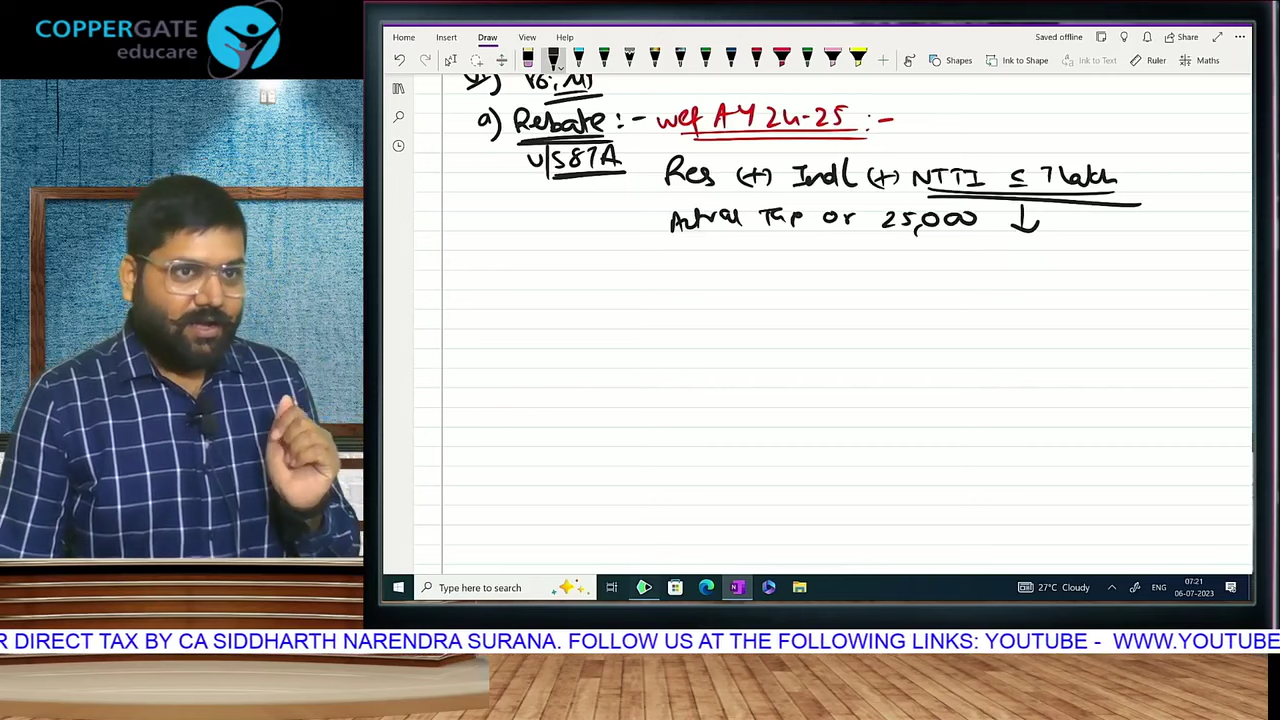 COPPERGATE
educare
Home Insert Draw View Help
Saved offline Share
Shapes Ink to Shape Ink to Text Ruler Maths
a) Rebate :- wef AY 24-25 :-
u/s 87A
Res (+) Indl (+) NTTI ≤ 7 lakh
Actual Tax or 25,000 ↓
Type here to search
27°C Cloudy ENG 07:21
06-07-2023
R DIRECT TAX BY CA SIDDHARTH NARENDRA SURANA. FOLLOW US AT THE FOLLOWING LINKS: YOUTUBE - WWW.YOUTUBE